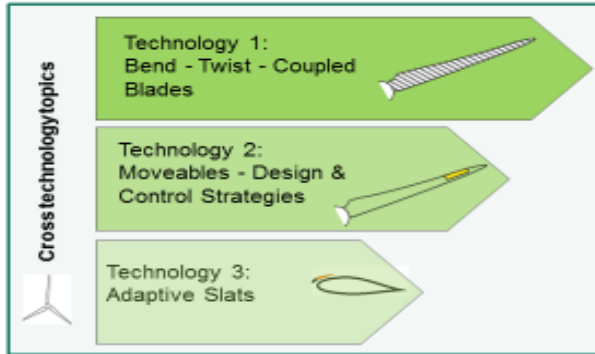 Cross technology topics
Technology 1:
Bend - Twist - Coupled
Blades
Technology 2:
Moveables - Design &
Control Strategies
Technology 3:
Adaptive Slats